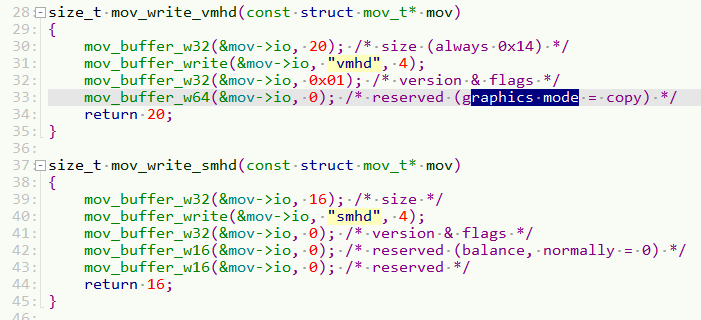 28: size_t mov_write_vmhd(const struct mov_t* mov)
29: {
30:     mov_buffer_w32(&mov->io, 20); /* size (always 0x14) */
31:     mov_buffer_write(&mov->io, "vmhd", 4);
32:     mov_buffer_w32(&mov->io, 0x01); /* version & flags */
33:     mov_buffer_w64(&mov->io, 0); /* reserved (graphics mode = copy) */
34:     return 20;
35: }
36:
37: size_t mov_write_smhd(const struct mov_t* mov)
38: {
39:     mov_buffer_w32(&mov->io, 16); /* size */
40:     mov_buffer_write(&mov->io, "smhd", 4);
41:     mov_buffer_w32(&mov->io, 0); /* version & flags */
42:     mov_buffer_w16(&mov->io, 0); /* reserved (balance, normally = 0) */
43:     mov_buffer_w16(&mov->io, 0); /* reserved */
44:     return 16;
45: }